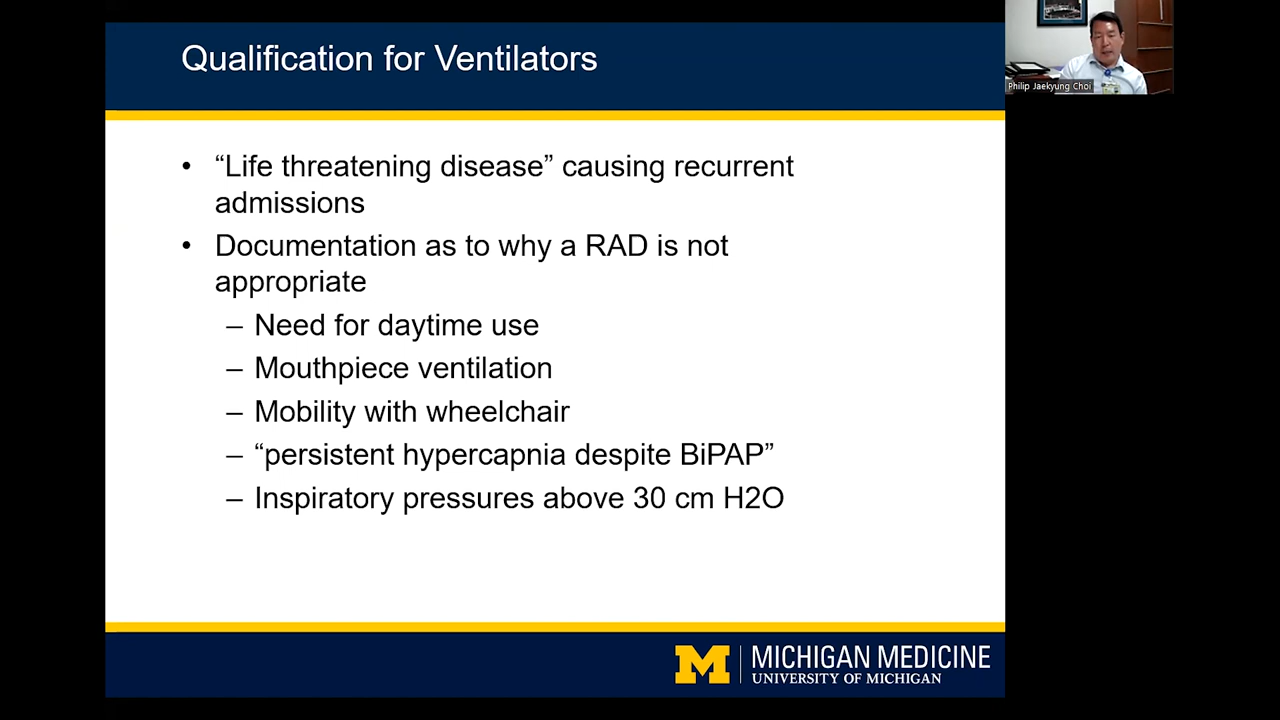 Qualification for Ventilators
Philip Jaekyung Choi
• “Life threatening disease” causing recurrent
admissions
• Documentation as to why a RAD is not
appropriate
– Need for daytime use
– Mouthpiece ventilation
– Mobility with wheelchair
– “persistent hypercapnia despite BiPAP”
– Inspiratory pressures above 30 cm H2O
M
MICHIGAN MEDICINE
UNIVERSITY OF MICHIGAN